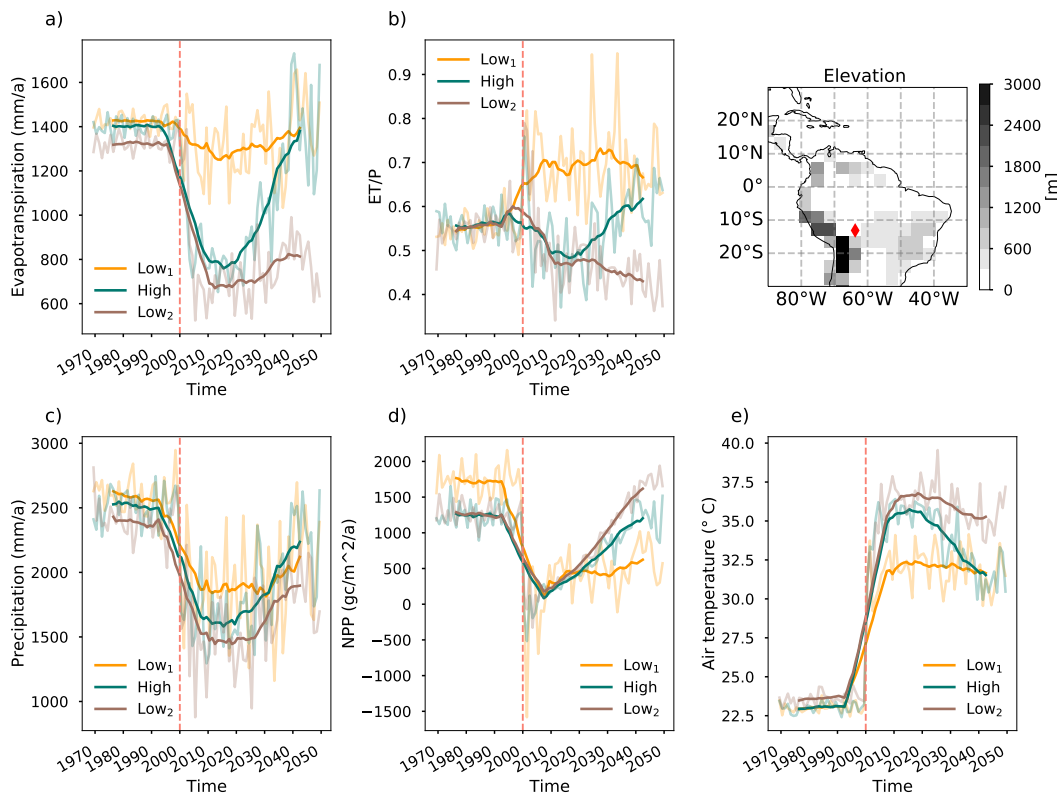 a)
Evapotranspiration (mm/a)
1600
1400
1200
1000
800
600
Low₁
High
Low₂
1970
1980
1990
2000
2010
2020
2030
2040
2050
Time
b)
ET/P
0.9
0.8
0.7
0.6
0.5
0.4
Low₁
High
Low₂
1970
1980
1990
2000
2010
2020
2030
2040
2050
Time
Elevation
20°N
10°N
0°
10°S
20°S
80°W
60°W
40°W
3000
2400
1800
1200
600
0
[m]
c)
Precipitation (mm/a)
3000
2500
2000
1500
1000
Low₁
High
Low₂
1970
1980
1990
2000
2010
2020
2030
2040
2050
Time
d)
NPP (gc/m^2/a)
2000
1500
1000
500
0
−500
−1000
−1500
Low₁
High
Low₂
1970
1980
1990
2000
2010
2020
2030
2040
2050
Time
e)
Air temperature (° C)
40.0
37.5
35.0
32.5
30.0
27.5
25.0
22.5
Low₁
High
Low₂
1970
1980
1990
2000
2010
2020
2030
2040
2050
Time